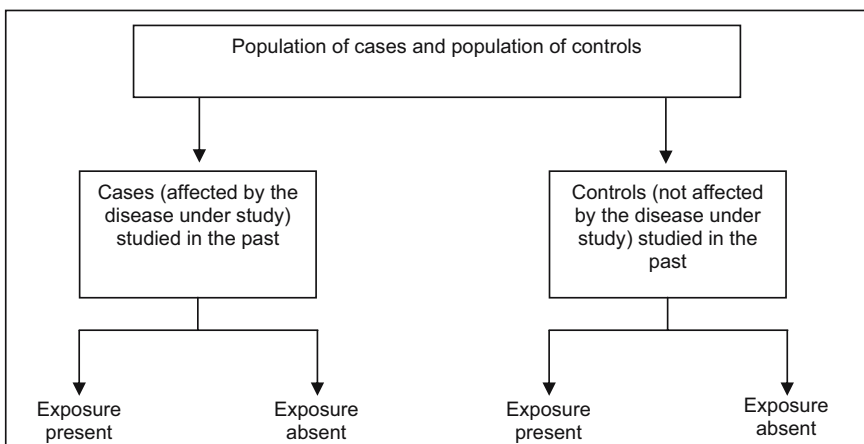 Population of cases and population of controls
Cases (affected by the
disease under study)
studied in the past
Controls (not affected
by the disease under
study) studied in the
past
Exposure
present
Exposure
absent
Exposure
present
Exposure
absent